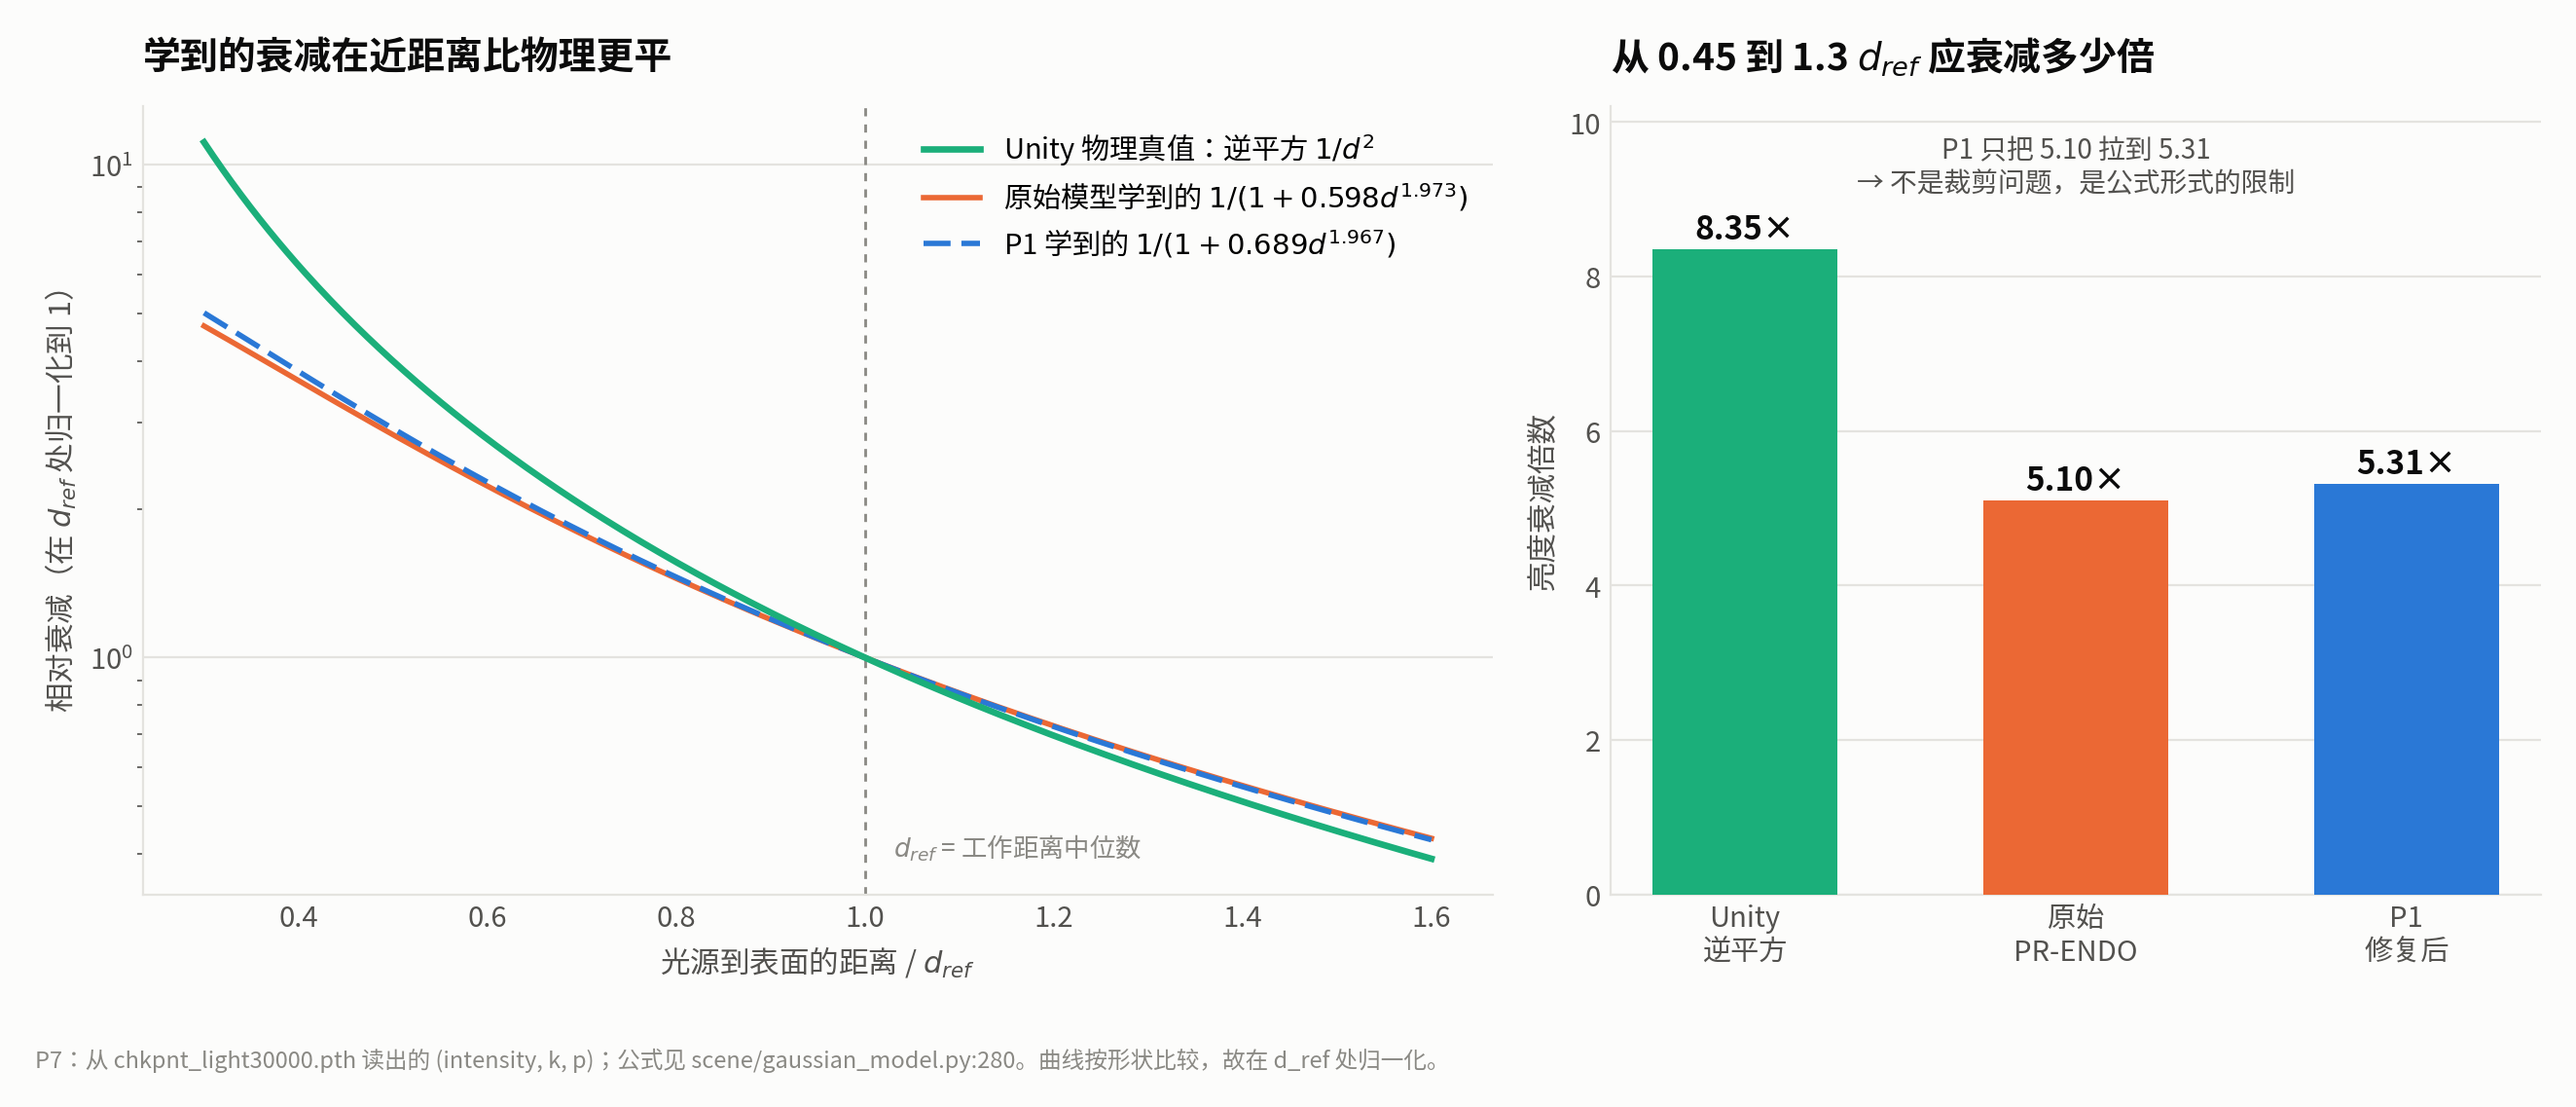 学到的衰减在近距离比物理更平
相对衰减（在 d_ref 处归一化到 1）
10^1
10^0
Unity 物理真值：逆平方 1/d^2
原始模型学到的 1/(1 + 0.598d^1.973)
P1 学到的 1/(1 + 0.689d^1.967)
d_ref = 工作距离中位数
0.4 0.6 0.8 1.0 1.2 1.4 1.6
光源到表面的距离 / d_ref
从 0.45 到 1.3 d_ref 应衰减多少倍
亮度衰减倍数
10
8
6
4
2
0
P1 只把 5.10 拉到 5.31
→ 不是裁剪问题，是公式形式的限制
8.35×
5.10×
5.31×
Unity
逆平方
原始
PR-ENDO
P1
修复后
P7：从 chkpnt_light30000.pth 读出的 (intensity, k, p)；公式见 scene/gaussian_model.py:280。曲线按形状比较，故在 d_ref 处归一化。